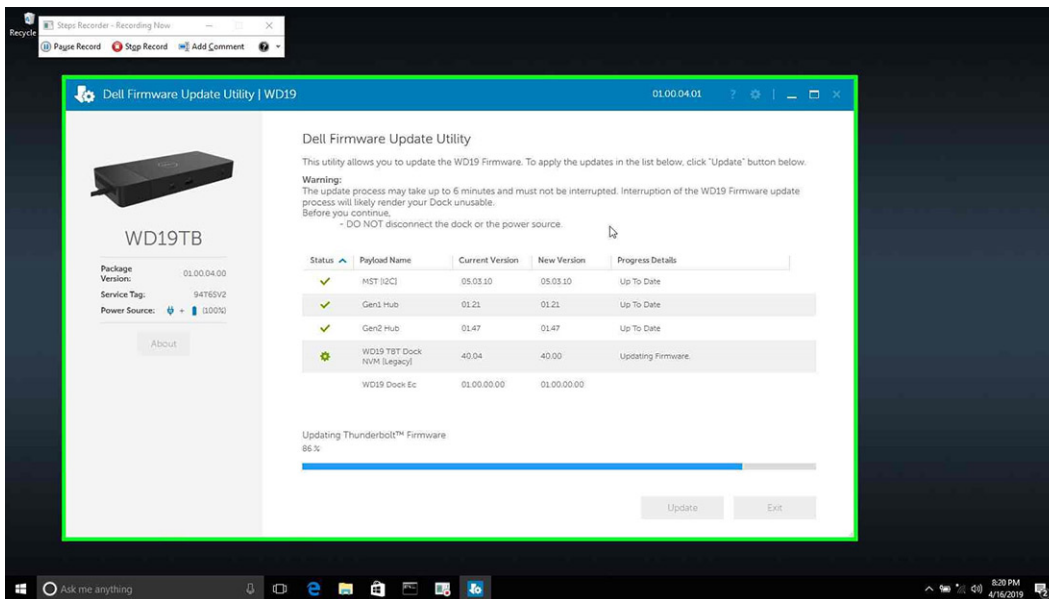 Recycle
Steps Recorder - Recording Now
Pause Record Stop Record Add Comment
Dell Firmware Update Utility | WD19 01.00.04.01 ?
WD19TB
Package Version: 01.00.04.00
Service Tag: 94T6SV2
Power Source: + (100%)
About
Dell Firmware Update Utility
This utility allows you to update the WD19 Firmware. To apply the updates in the list below, click "Update" button below.
Warning:
The update process may take up to 6 minutes and must not be interrupted. Interruption of the WD19 Firmware update
process will likely render your Dock unusable.
Before you continue,
- DO NOT disconnect the dock or the power source.
Status Payload Name Current Version New Version Progress Details
MST [I2C] 05.03.10 05.03.10 Up To Date
Gen1 Hub 01.21 01.21 Up To Date
Gen2 Hub 01.47 01.47 Up To Date
WD19 TBT Dock NVM [Legacy] 40.04 40.00 Updating Firmware.
WD19 Dock Ec 01.00.00.00 01.00.00.00
Updating Thunderbolt™ Firmware
86 %
Update Exit
Ask me anything
8:20 PM
4/16/2019